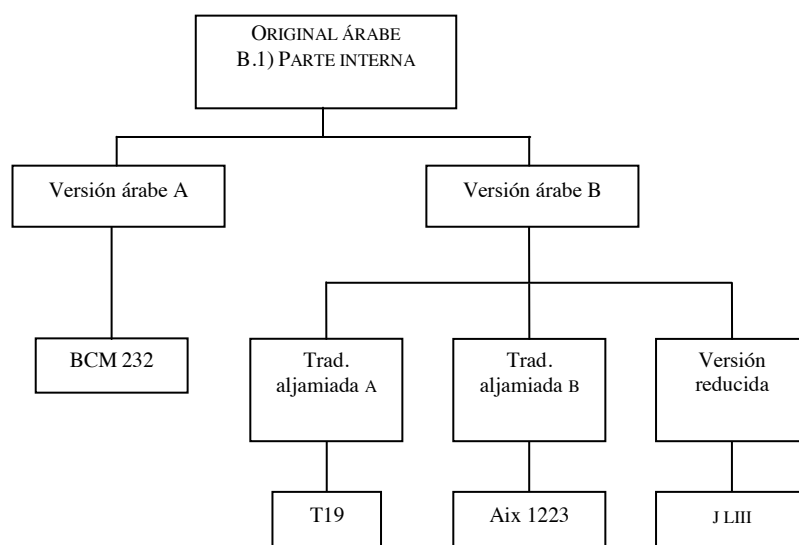 ORIGINAL ÁRABE
B.1) PARTE INTERNA
Versión árabe A
Versión árabe B
BCM 232
Trad.
aljamiada A
Trad.
aljamiada B
Versión
reducida
T19
Aix 1223
J LIII